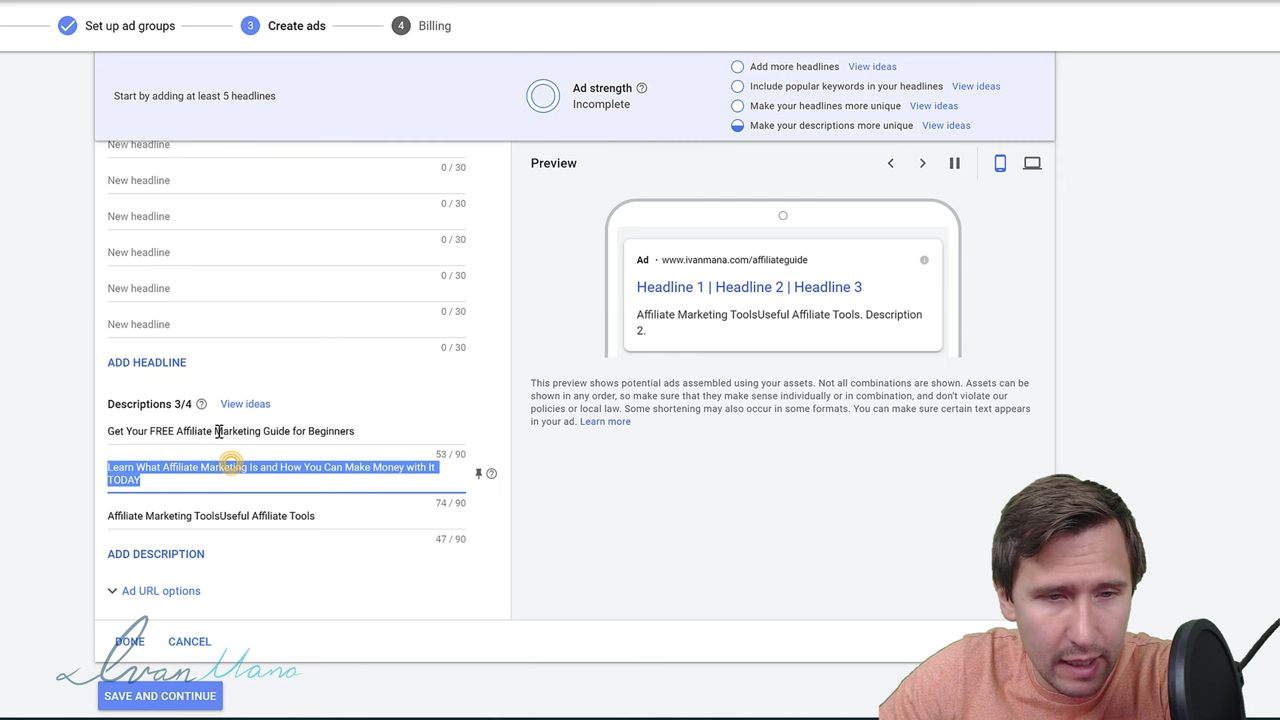 Set up ad groups
3
Create ads
4
Billing
Start by adding at least 5 headlines
Ad strength
Incomplete
Add more headlines View ideas
Include popular keywords in your headlines View ideas
Make your headlines more unique View ideas
Make your descriptions more unique View ideas
New headline
0 / 30
New headline
0 / 30
New headline
0 / 30
New headline
0 / 30
New headline
0 / 30
New headline
0 / 30
ADD HEADLINE
Descriptions 3/4 View ideas
Get Your FREE Affiliate Marketing Guide for Beginners
53 / 90
Learn What Affiliate Marketing Is and How You Can Make Money with It
TODAY
74 / 90
Affiliate Marketing ToolsUseful Affiliate Tools
47 / 90
ADD DESCRIPTION
Ad URL options
DONE CANCEL
Ivan Mana
SAVE AND CONTINUE
Preview
Ad · www.ivanmana.com/affiliateguide
Headline 1 | Headline 2 | Headline 3
Affiliate Marketing ToolsUseful Affiliate Tools. Description
2.
This preview shows potential ads assembled using your assets. Not all combinations are shown. Assets can be
shown in any order, so make sure that they make sense individually or in combination, and don't violate our
policies or local law. Some shortening may also occur in some formats. You can make sure certain text appears
in your ad. Learn more